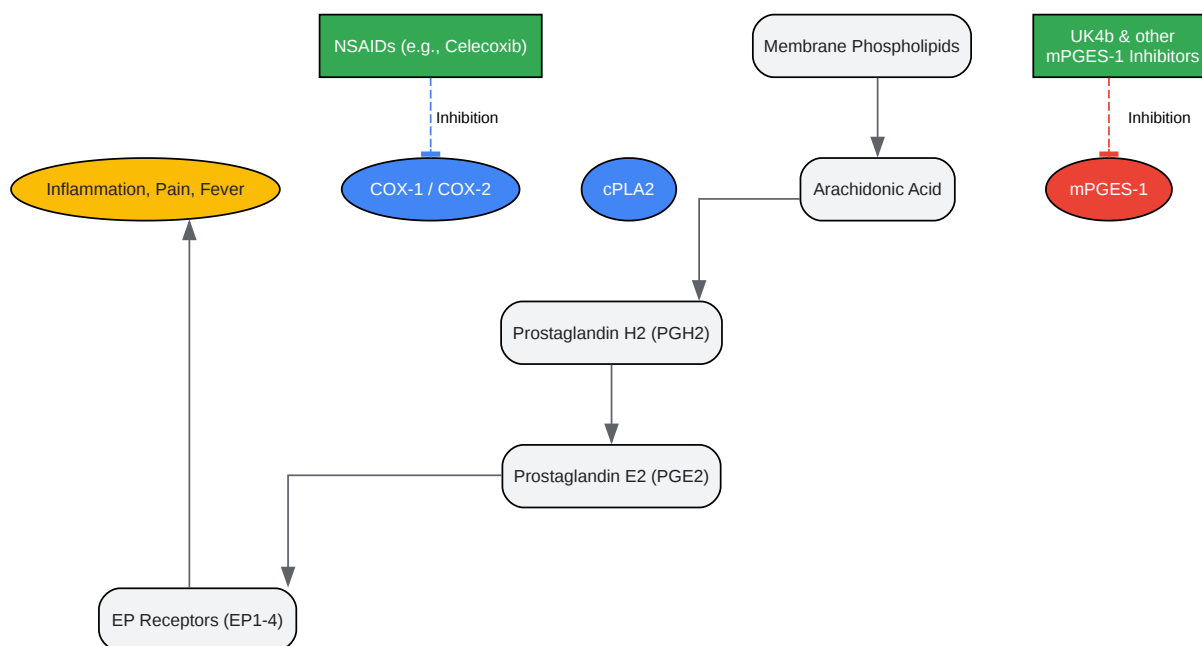 NSAIDs (e.g., Celecoxib)
Membrane Phospholipids
UK4b & other
mPGES-1 Inhibitors
Inhibition
Inhibition
Inflammation, Pain, Fever
COX-1 / COX-2
cPLA2
Arachidonic Acid
mPGES-1
Prostaglandin H2 (PGH2)
Prostaglandin E2 (PGE2)
EP Receptors (EP1-4)